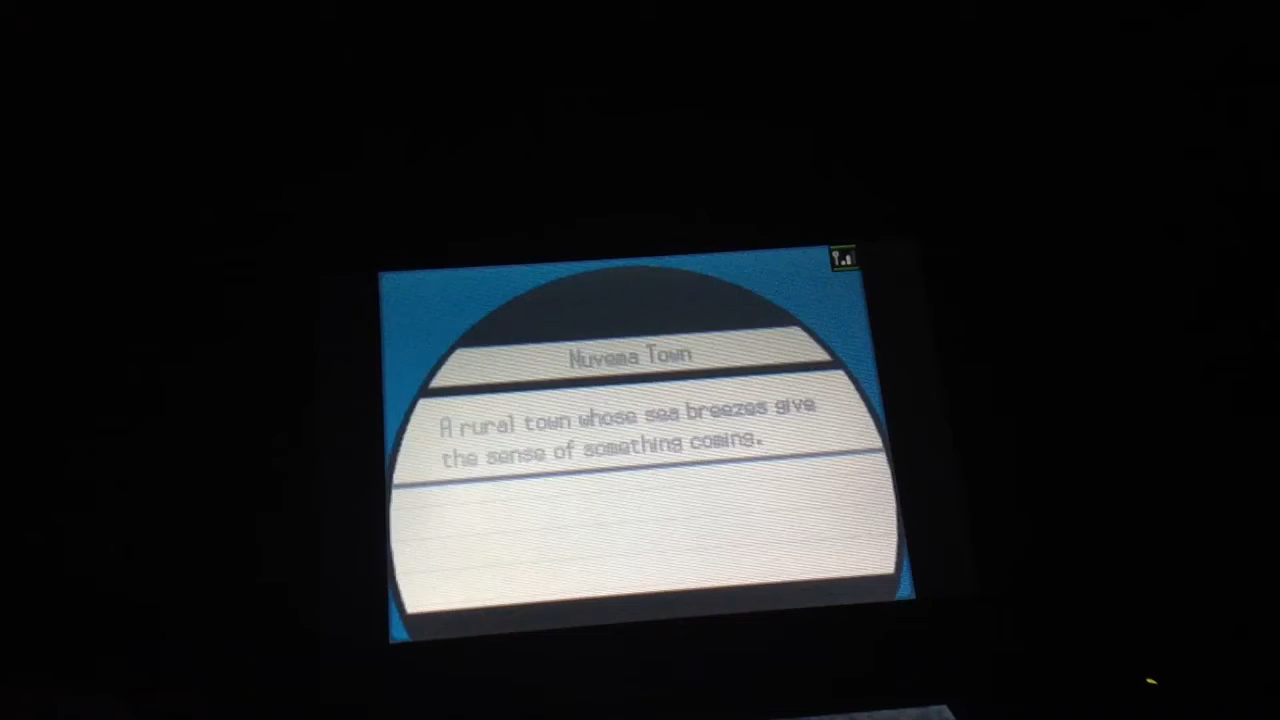 Nuvema Town
A rural town whose sea breezes give
the sense of something coming.